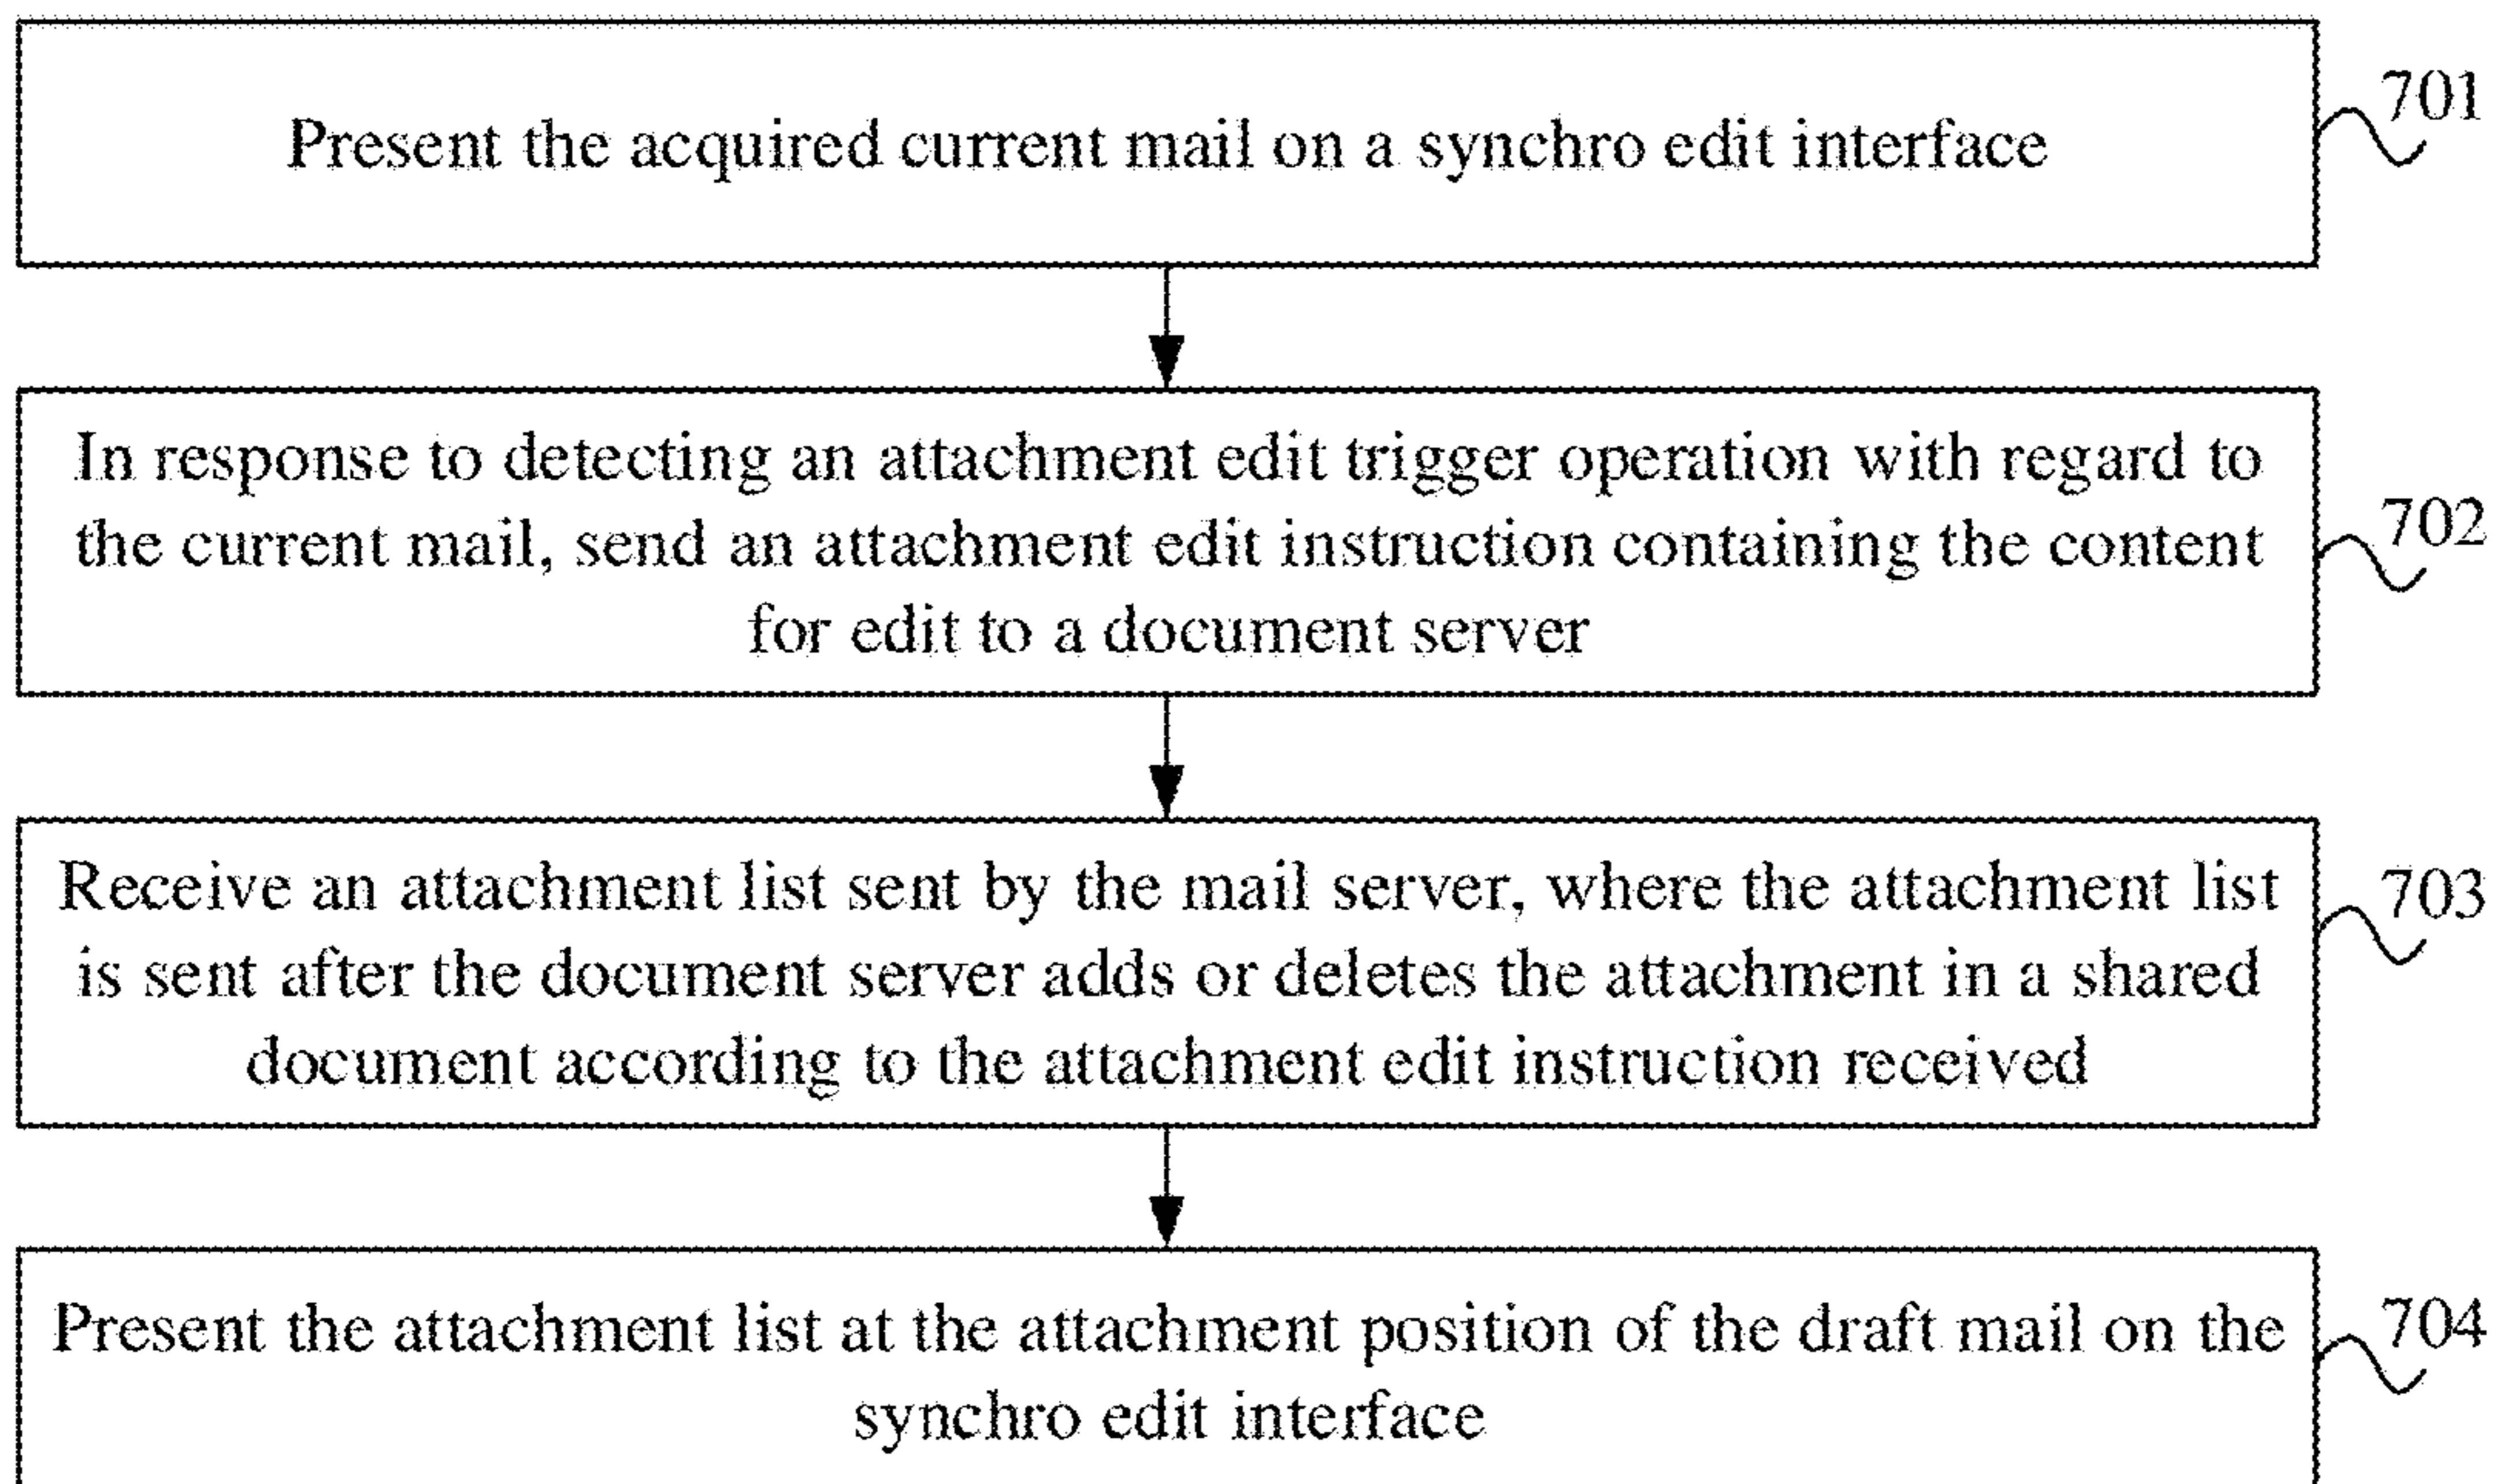 Present the acquired current mail on a synchro edit interface
701
In response to detecting an attachment edit trigger operation with regard to
the current mail, send an attachment edit instruction containing the content
for edit to a document server
702
Receive an attachment list sent by the mail server, where the attachment list
is sent after the document server adds or deletes the attachment in a shared
document according to the attachment edit instruction received
703
Present the attachment list at the attachment position of the draft mail on the
synchro edit interface
704